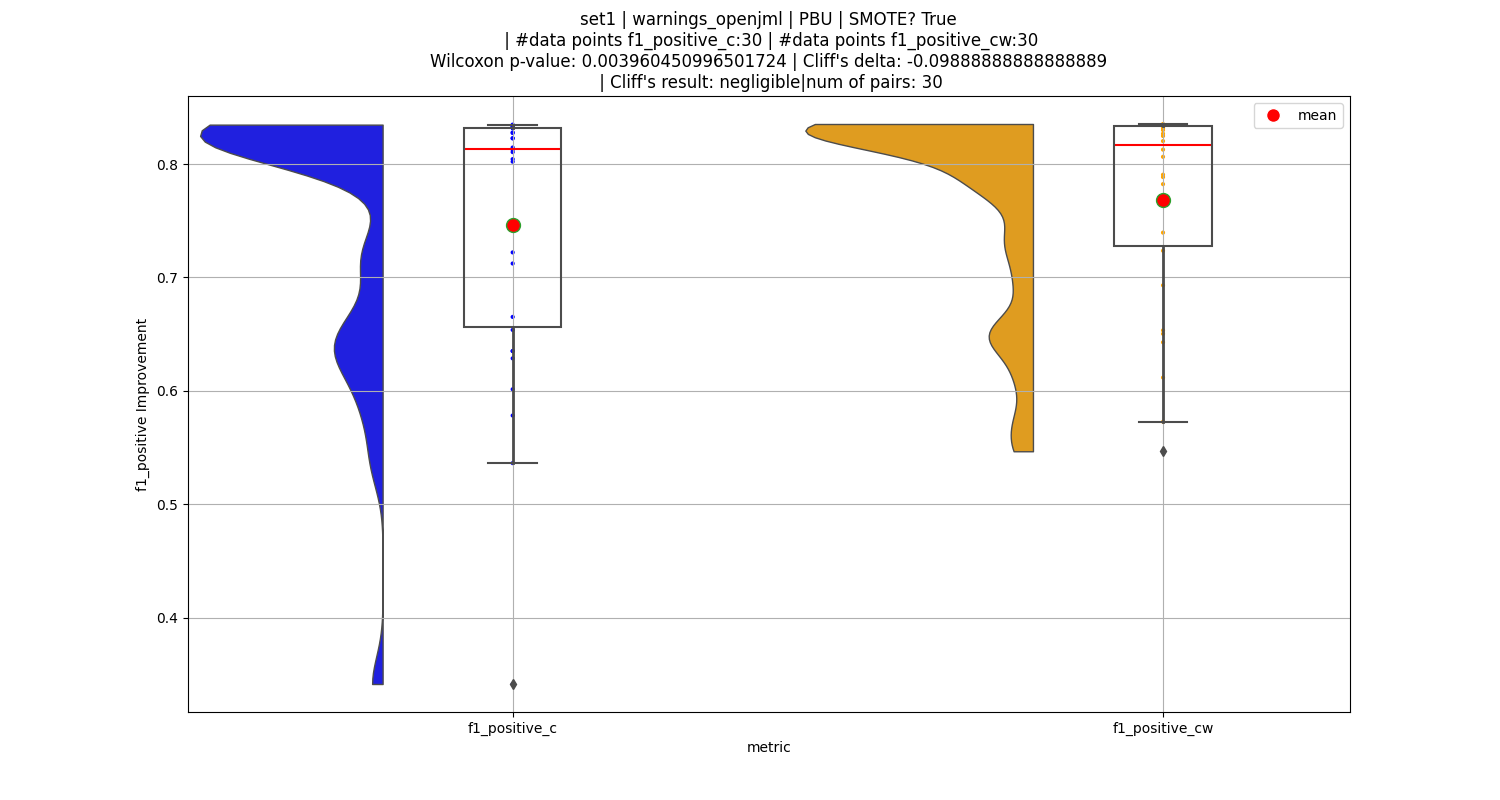 set1 | warnings_openjml | PBU | SMOTE? True
| #data points f1_positive_c:30 | #data points f1_positive_cw:30
Wilcoxon p-value: 0.003960450996501724 | Cliff's delta: -0.09888888888888889
| Cliff's result: negligible|num of pairs: 30
mean
0.8
0.7
0.6
0.5
0.4
f1_positive Improvement
f1_positive_c
f1_positive_cw
metric